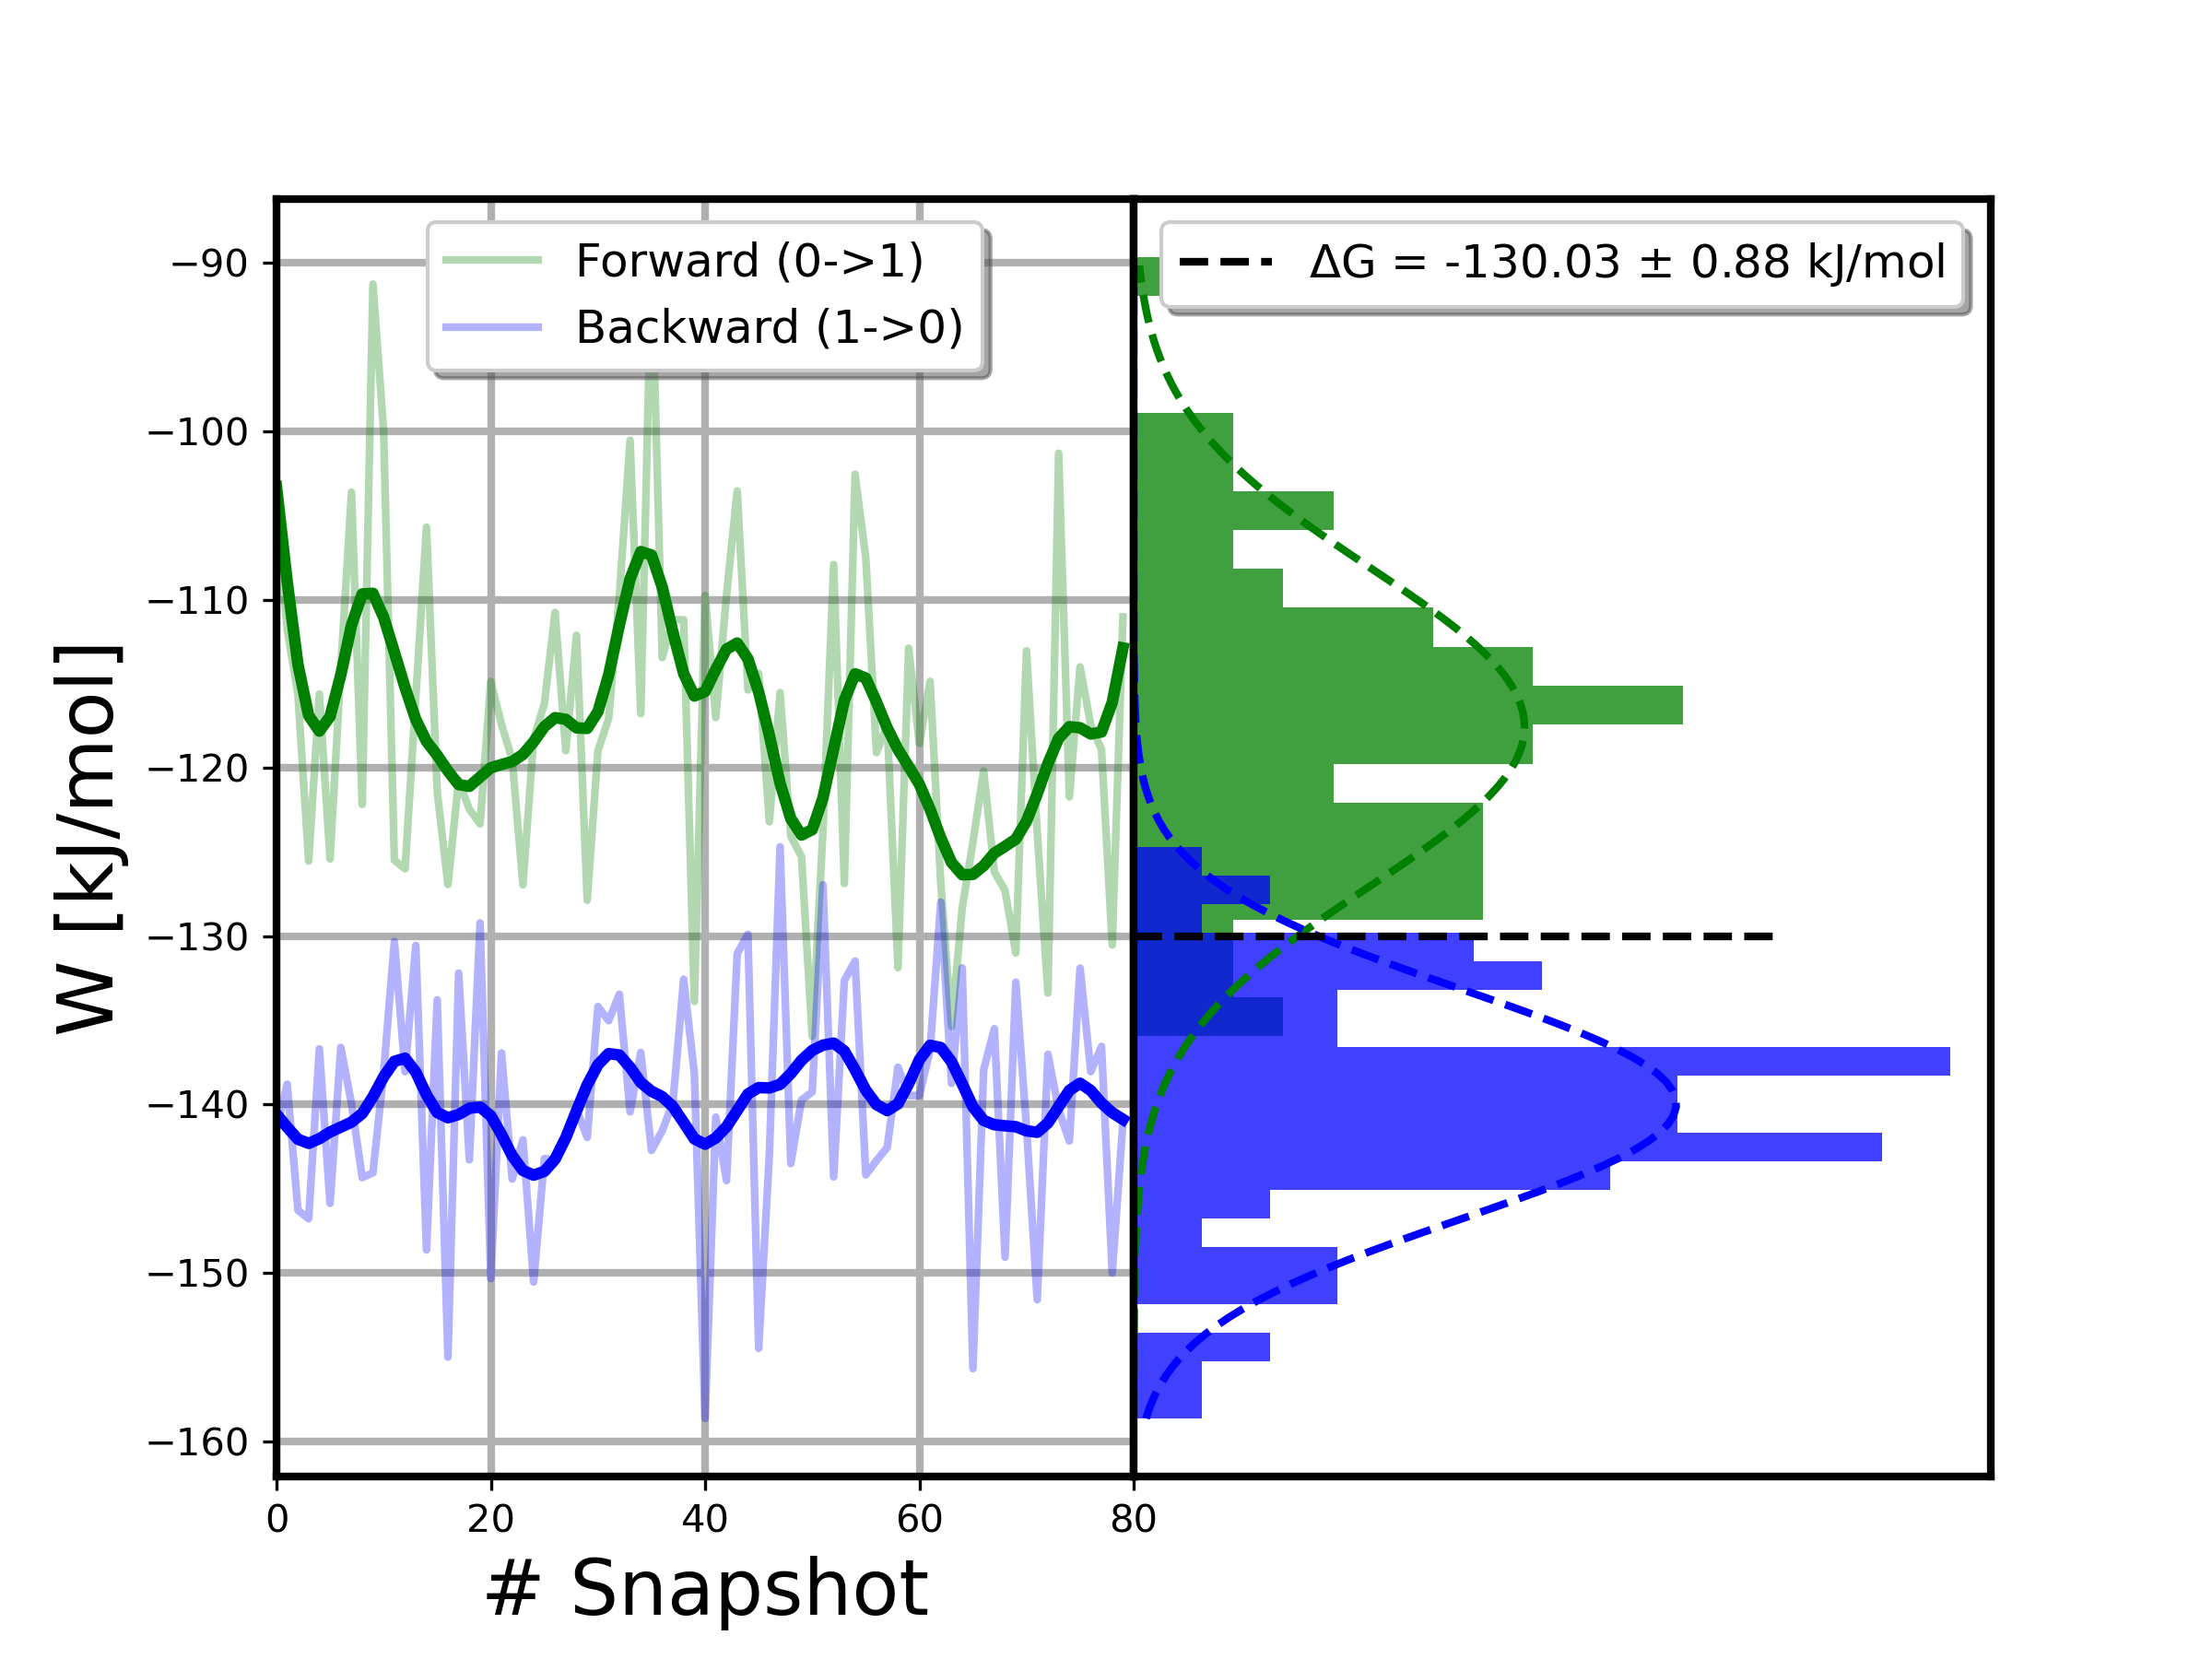 Forward (0->1)
Backward (1->0)
ΔG = -130.03 ± 0.88 kJ/mol
−90
−100
−110
−120
−130
−140
−150
−160
W [kJ/mol]
0 20 40 60 80
# Snapshot